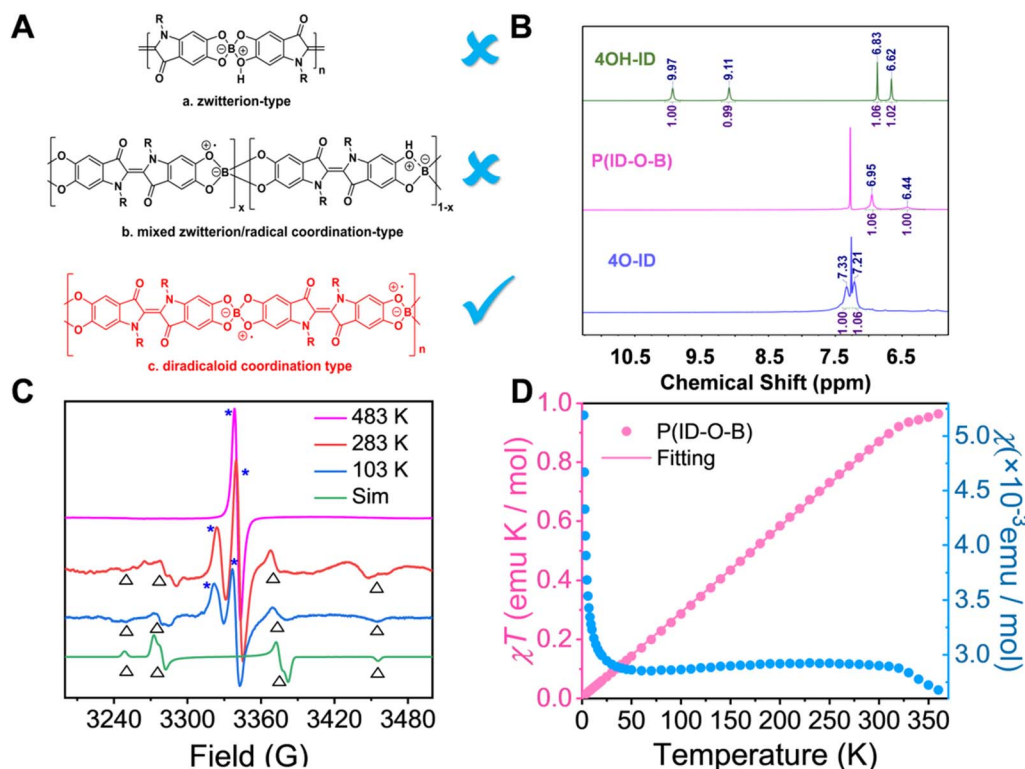 A
R
N
O
O
B
O
O
H
O
N
R
n
a. zwitterion-type
O
R
N
O
O
N
R
O
O
O
B
x
O
R
N
OH
O
O
N
R
O
O
B
1-x
b. mixed zwitterion/radical coordination-type
O
R
N
O
O
N
R
O
O
B
O
O
O
R
N
N
R
O
O
O
B
n
c. diradicaloid coordination type
B
4OH-ID
9.97
9.11
6.83
6.62
1.00
0.99
1.06
1.02
P(ID-O-B)
6.95
6.44
1.06
1.00
4O-ID
7.33
7.21
1.00
1.06
10.5 9.5 8.5 7.5 6.5
Chemical Shift (ppm)
C
483 K
283 K
103 K
Sim
3240 3300 3360 3420 3480
Field (G)
D
P(ID-O-B)
Fitting
1.0
0.8
0.6
0.4
0.2
0.0
χT (emu K / mol)
5.0
4.5
4.0
3.5
3.0
χ(×10⁻³emu / mol)
0 50 100 150 200 250 300 350
Temperature (K)